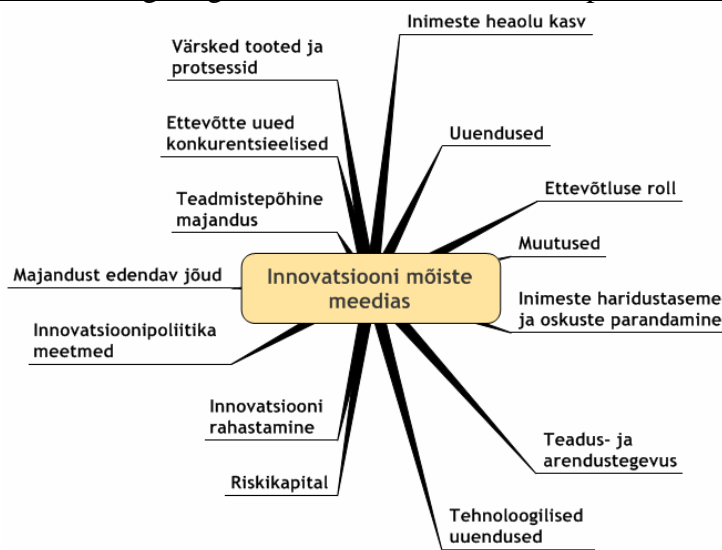 Inimeste heaolu kasv
Värsked tooted ja
protsessid
Ettevõtte uued
konkurentsieelised
Uuendused
Teadmistepõhine
majandus
Ettevõtluse roll
Muutused
Majandust edendav jõud
Innovatsiooni mõiste
meedias
Inimeste haridustaseme
ja oskuste parandamine
Innovatsioonipoliitika
meetmed
Innovatsiooni
rahastamine
Teadus- ja
arendustegevus
Riskikapital
Tehnoloogilised
uuendused